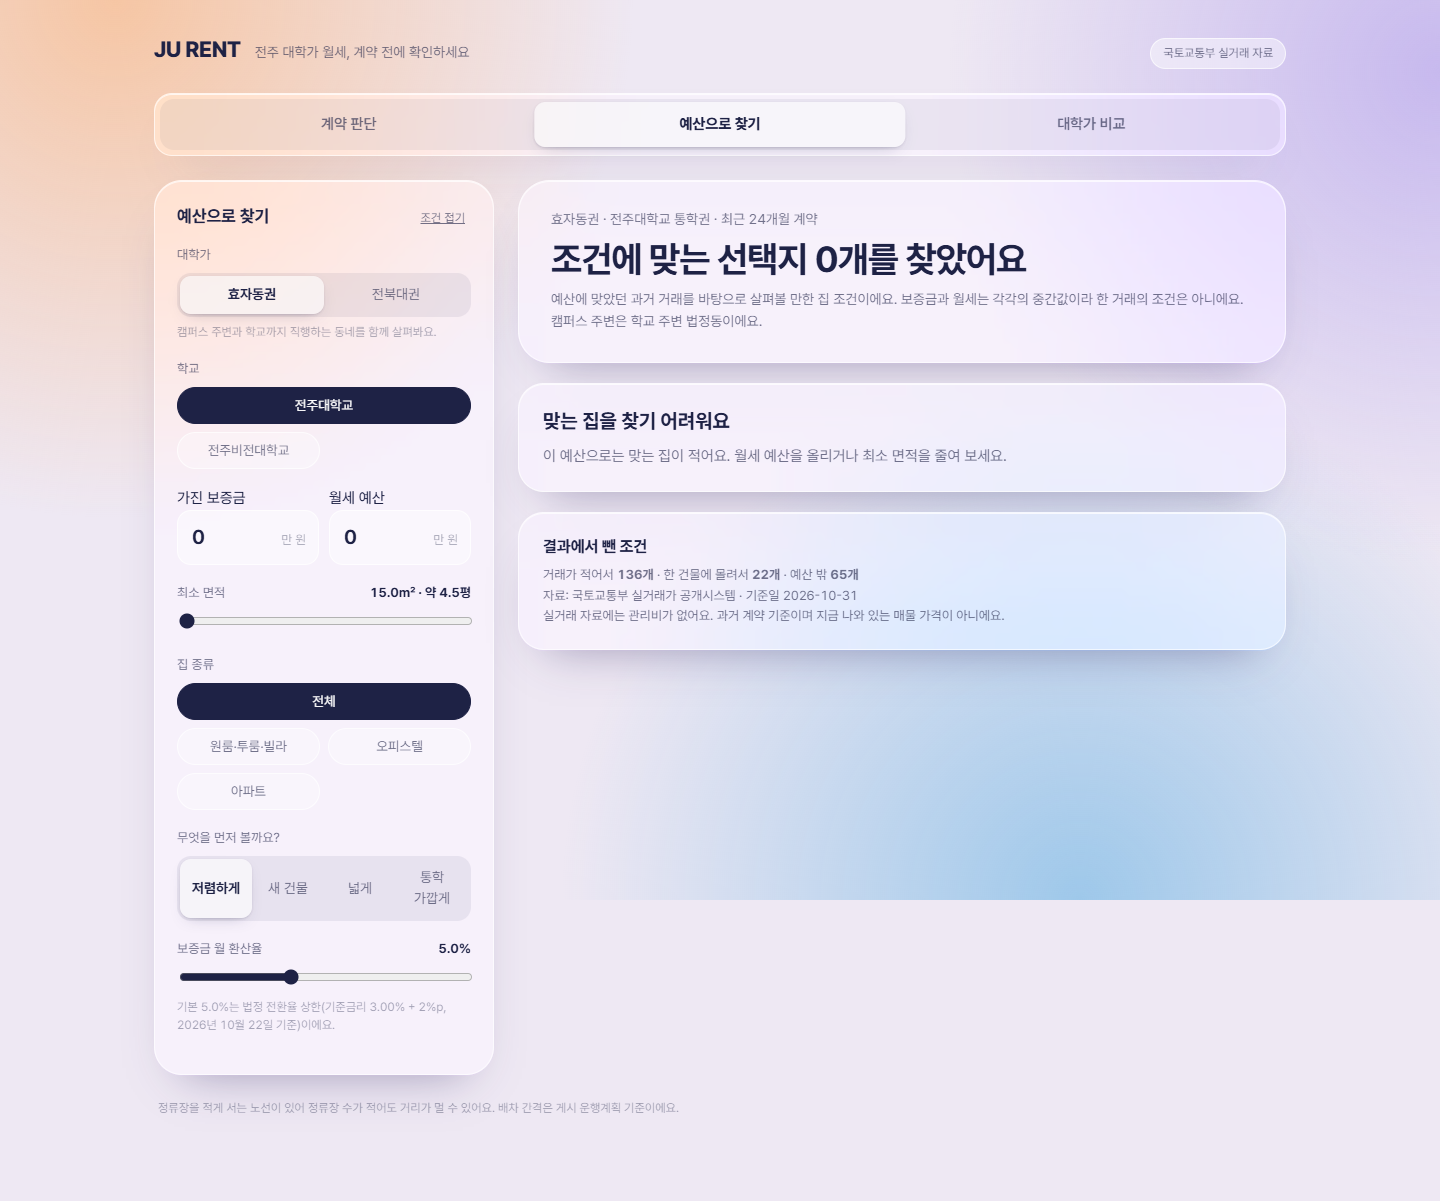 JU RENT
전주 대학가 월세, 계약 전에 확인하세요
국토교통부 실거래 자료
계약 판단
예산으로 찾기
대학가 비교
예산으로 찾기
조건 접기
대학가
효자동권
전북대권
캠퍼스 주변과 학교까지 직행하는 동네를 함께 살펴봐요.
학교
전주대학교
전주비전대학교
가진 보증금
월세 예산
0 만 원
0 만 원
최소 면적
15.0m² · 약 4.5평
집 종류
전체
원룸·투룸·빌라
오피스텔
아파트
무엇을 먼저 볼까요?
저렴하게
새 건물
넓게
통학
가깝게
보증금 월 환산율
5.0%
기본 5.0%는 법정 전환율 상한(기준금리 3.00% + 2%p,
2026년 10월 22일 기준)이에요.
효자동권 · 전주대학교 통학권 · 최근 24개월 계약
조건에 맞는 선택지 0개를 찾았어요
예산에 맞았던 과거 거래를 바탕으로 살펴볼 만한 집 조건이에요. 보증금과 월세는 각각의 중간값이라 한 거래의 조건은 아니에요.
캠퍼스 주변은 학교 주변 법정동이에요.
맞는 집을 찾기 어려워요
이 예산으로는 맞는 집이 적어요. 월세 예산을 올리거나 최소 면적을 줄여 보세요.
결과에서 뺀 조건
거래가 적어서 136개 · 한 건물에 몰려서 22개 · 예산 밖 65개
자료: 국토교통부 실거래가 공개시스템 · 기준일 2026-10-31
실거래 자료에는 관리비가 없어요. 과거 계약 기준이며 지금 나와 있는 매물 가격이 아니에요.
정류장을 적게 서는 노선이 있어 정류장 수가 적어도 거리가 멀 수 있어요. 배차 간격은 게시 운행계획 기준이에요.